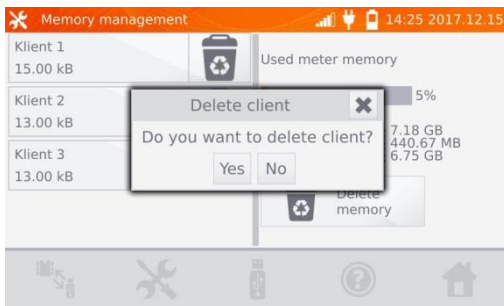 Memory management 14:25 2017.12.15
Klient 1
15.00 kB
Klient 2
13.00 kB
Klient 3
13.00 kB
Used meter memory
5%
7.18 GB
440.67 MB
6.75 GB
Delete
memory
Delete client
Do you want to delete client?
Yes No